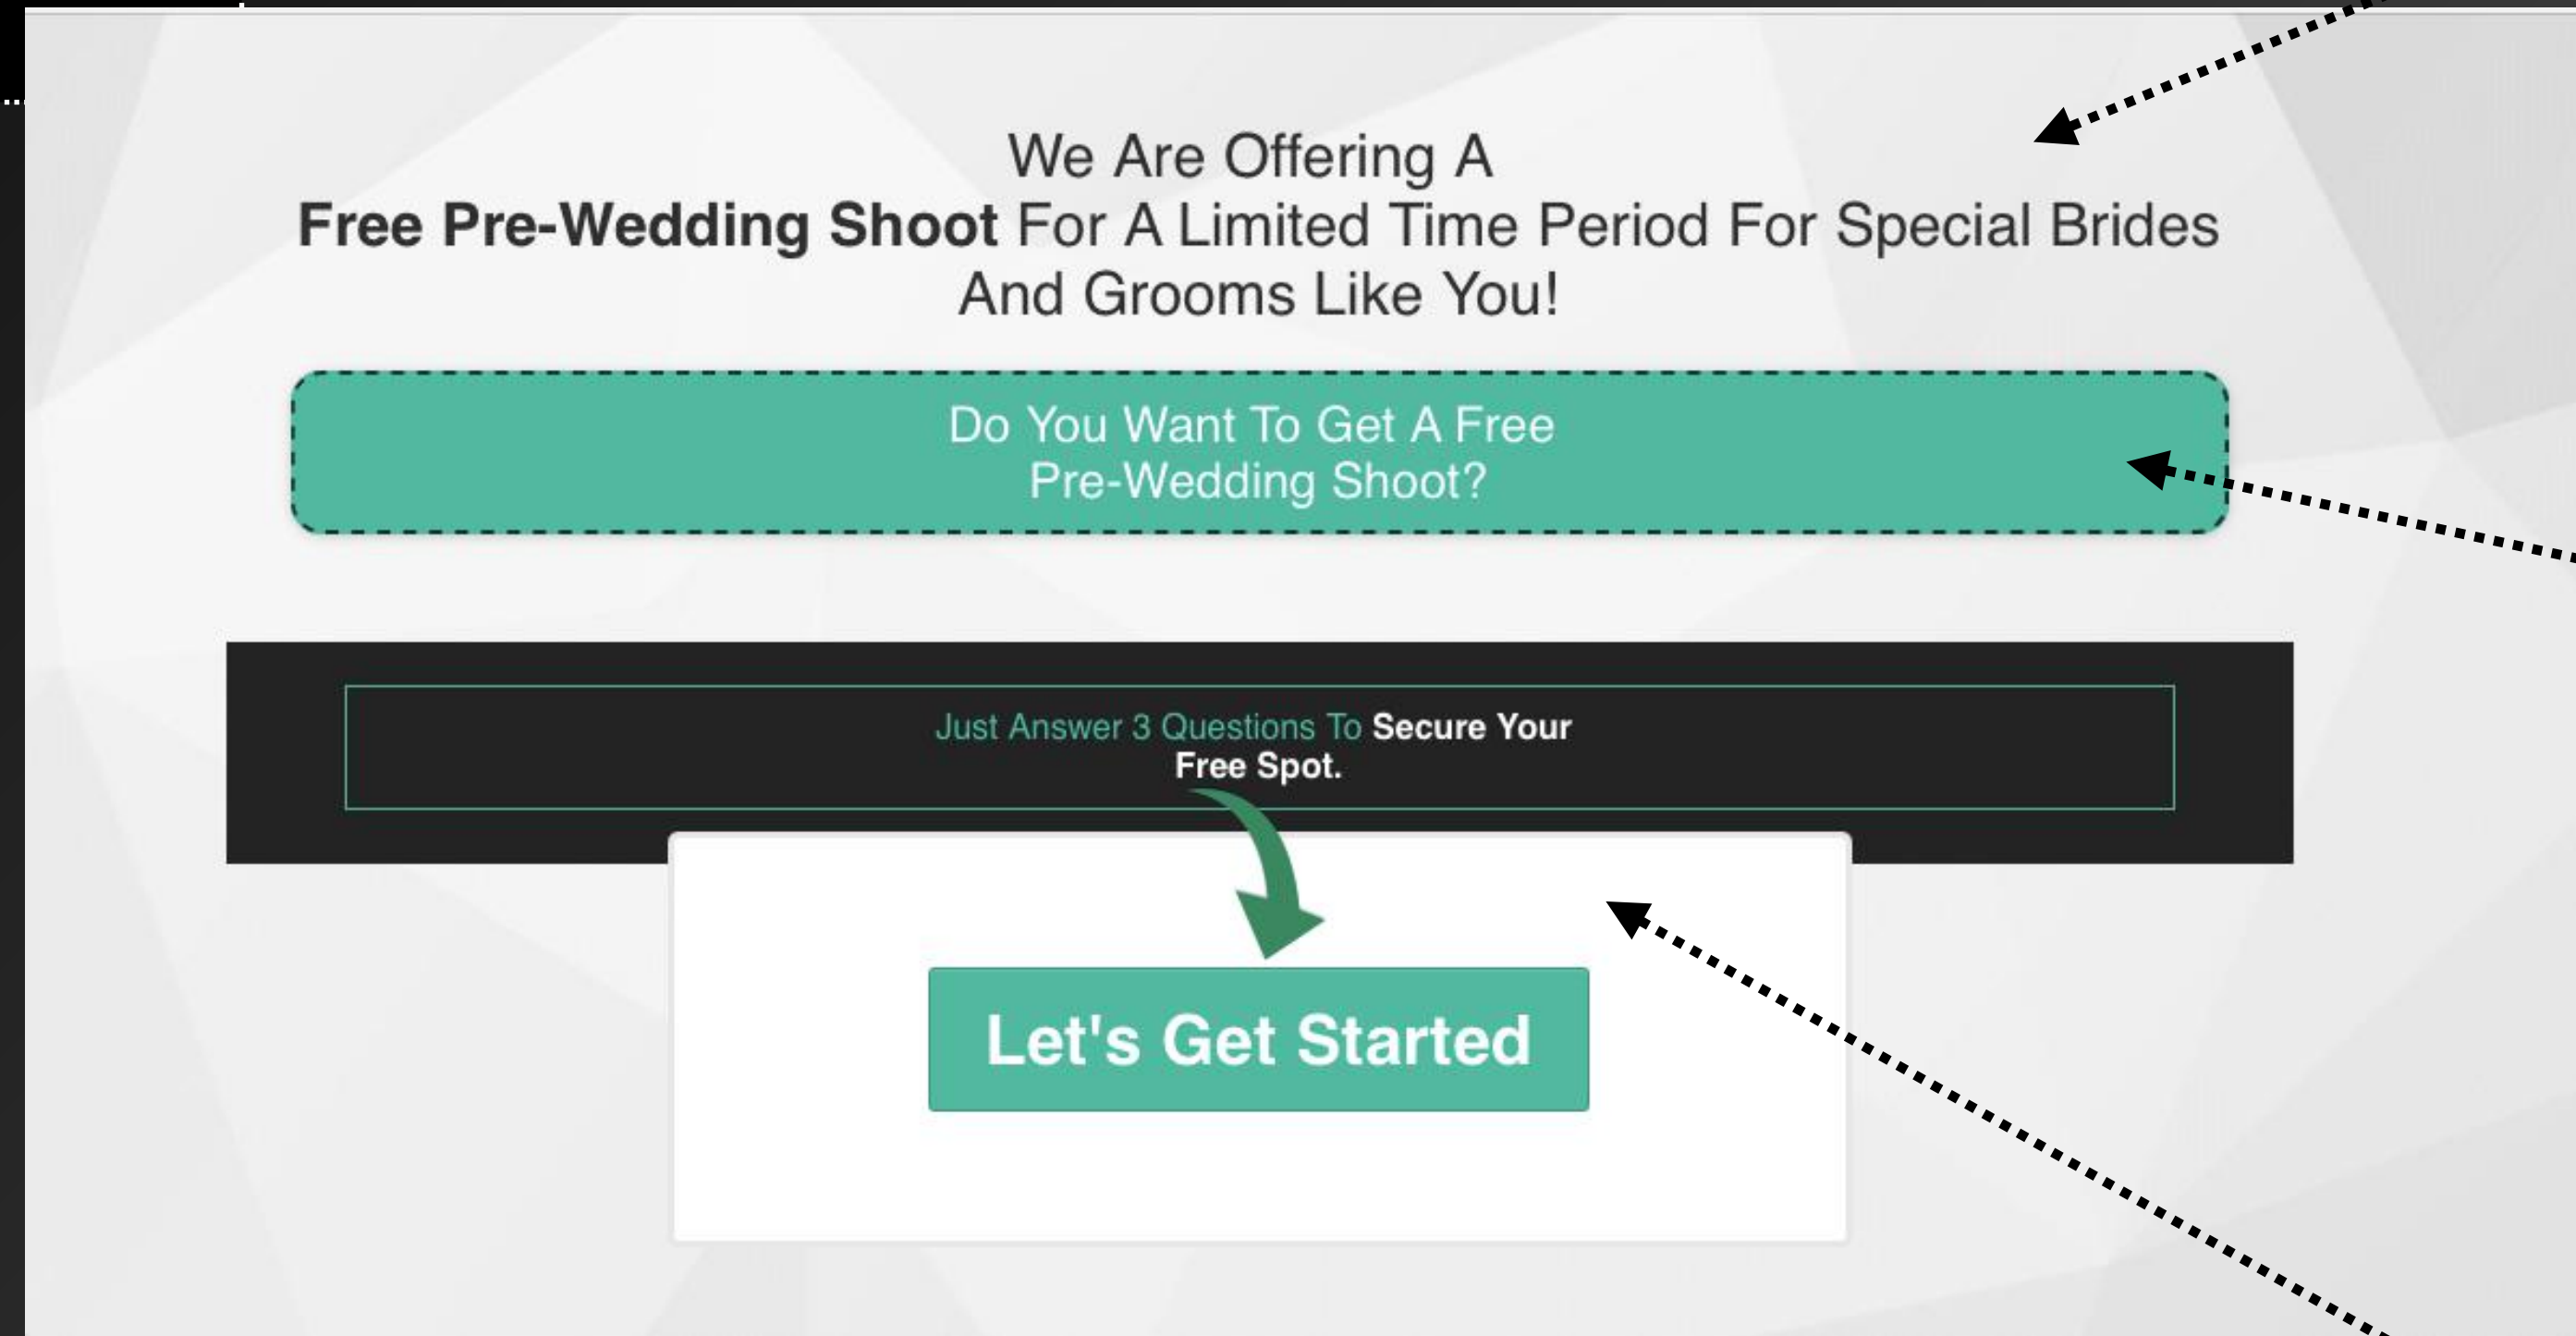 We Are Offering A
Free Pre-Wedding Shoot For A Limited Time Period For Special Brides
And Grooms Like You!
Do You Want To Get A Free
Pre-Wedding Shoot?
Just Answer 3 Questions To Secure Your
Free Spot.
Let's Get Started